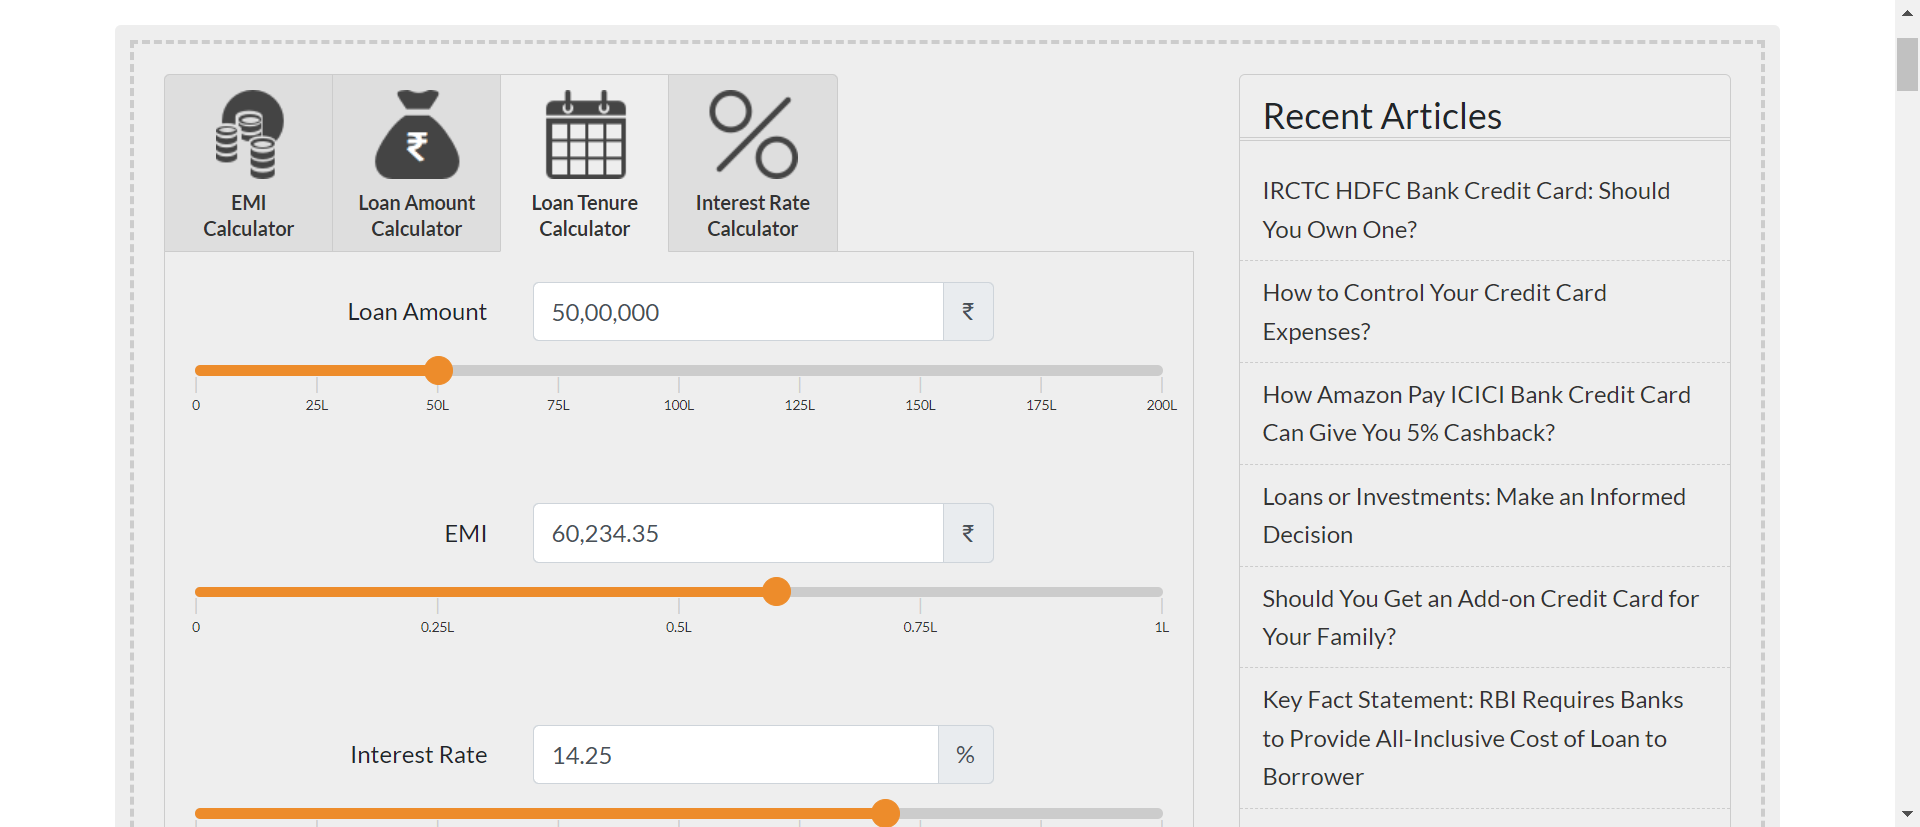 EMI
Calculator
Loan Amount
Calculator
Loan Tenure
Calculator
Interest Rate
Calculator
Loan Amount
50,00,000
₹
0 25L 50L 75L 100L 125L 150L 175L 200L
EMI
60,234.35
₹
0 0.25L 0.5L 0.75L 1L
Interest Rate
14.25
%
Recent Articles
IRCTC HDFC Bank Credit Card: Should
You Own One?
How to Control Your Credit Card
Expenses?
How Amazon Pay ICICI Bank Credit Card
Can Give You 5% Cashback?
Loans or Investments: Make an Informed
Decision
Should You Get an Add-on Credit Card for
Your Family?
Key Fact Statement: RBI Requires Banks
to Provide All-Inclusive Cost of Loan to
Borrower